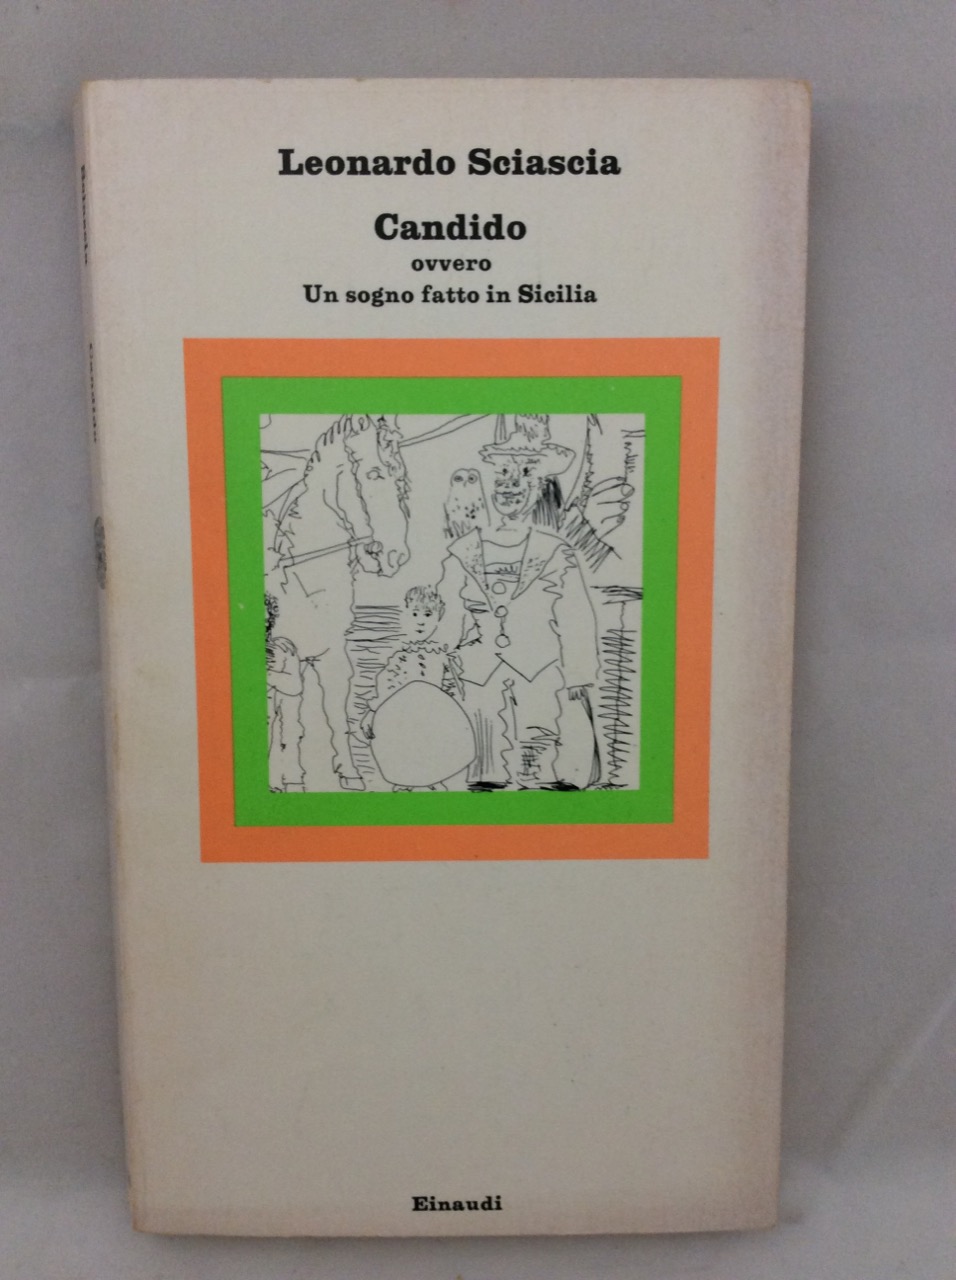 Leonardo Sciascia
Candido
ovvero
Un sogno fatto in Sicilia
Einaudi